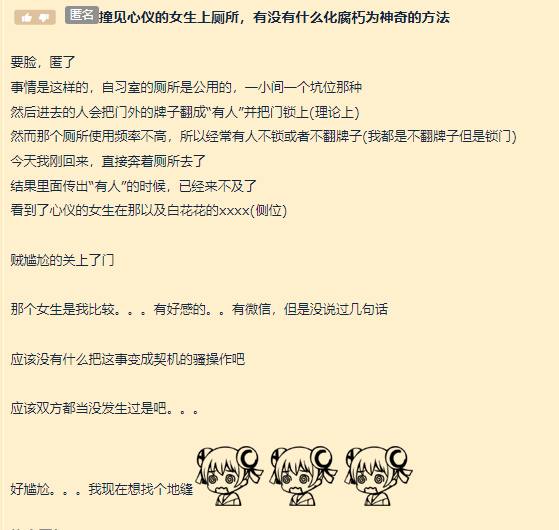 匿名 撞见心仪的女生上厕所，有没有什么化腐朽为神奇的方法
要脸，匿了
事情是这样的，自习室的厕所是公用的，一小间一个坑位那种
然后进去的人会把门外的牌子翻成“有人”并把门锁上(理论上)
然而那个厕所使用频率不高，所以经常有人不锁或者不翻牌子(我都是不翻牌子但是锁门)
今天我刚回来，直接奔着厕所去了
结果里面传出“有人”的时候，已经来不及了
看到了心仪的女生在那以及白花花的xxxx(侧位)
贼尴尬的关上了门
那个女生是我比较。。。有好感的。。有微信，但是没说过几句话
应该没有什么把这事变成契机的骚操作吧
应该双方都当没发生过是吧。。。
好尴尬。。。我现在想找个地缝